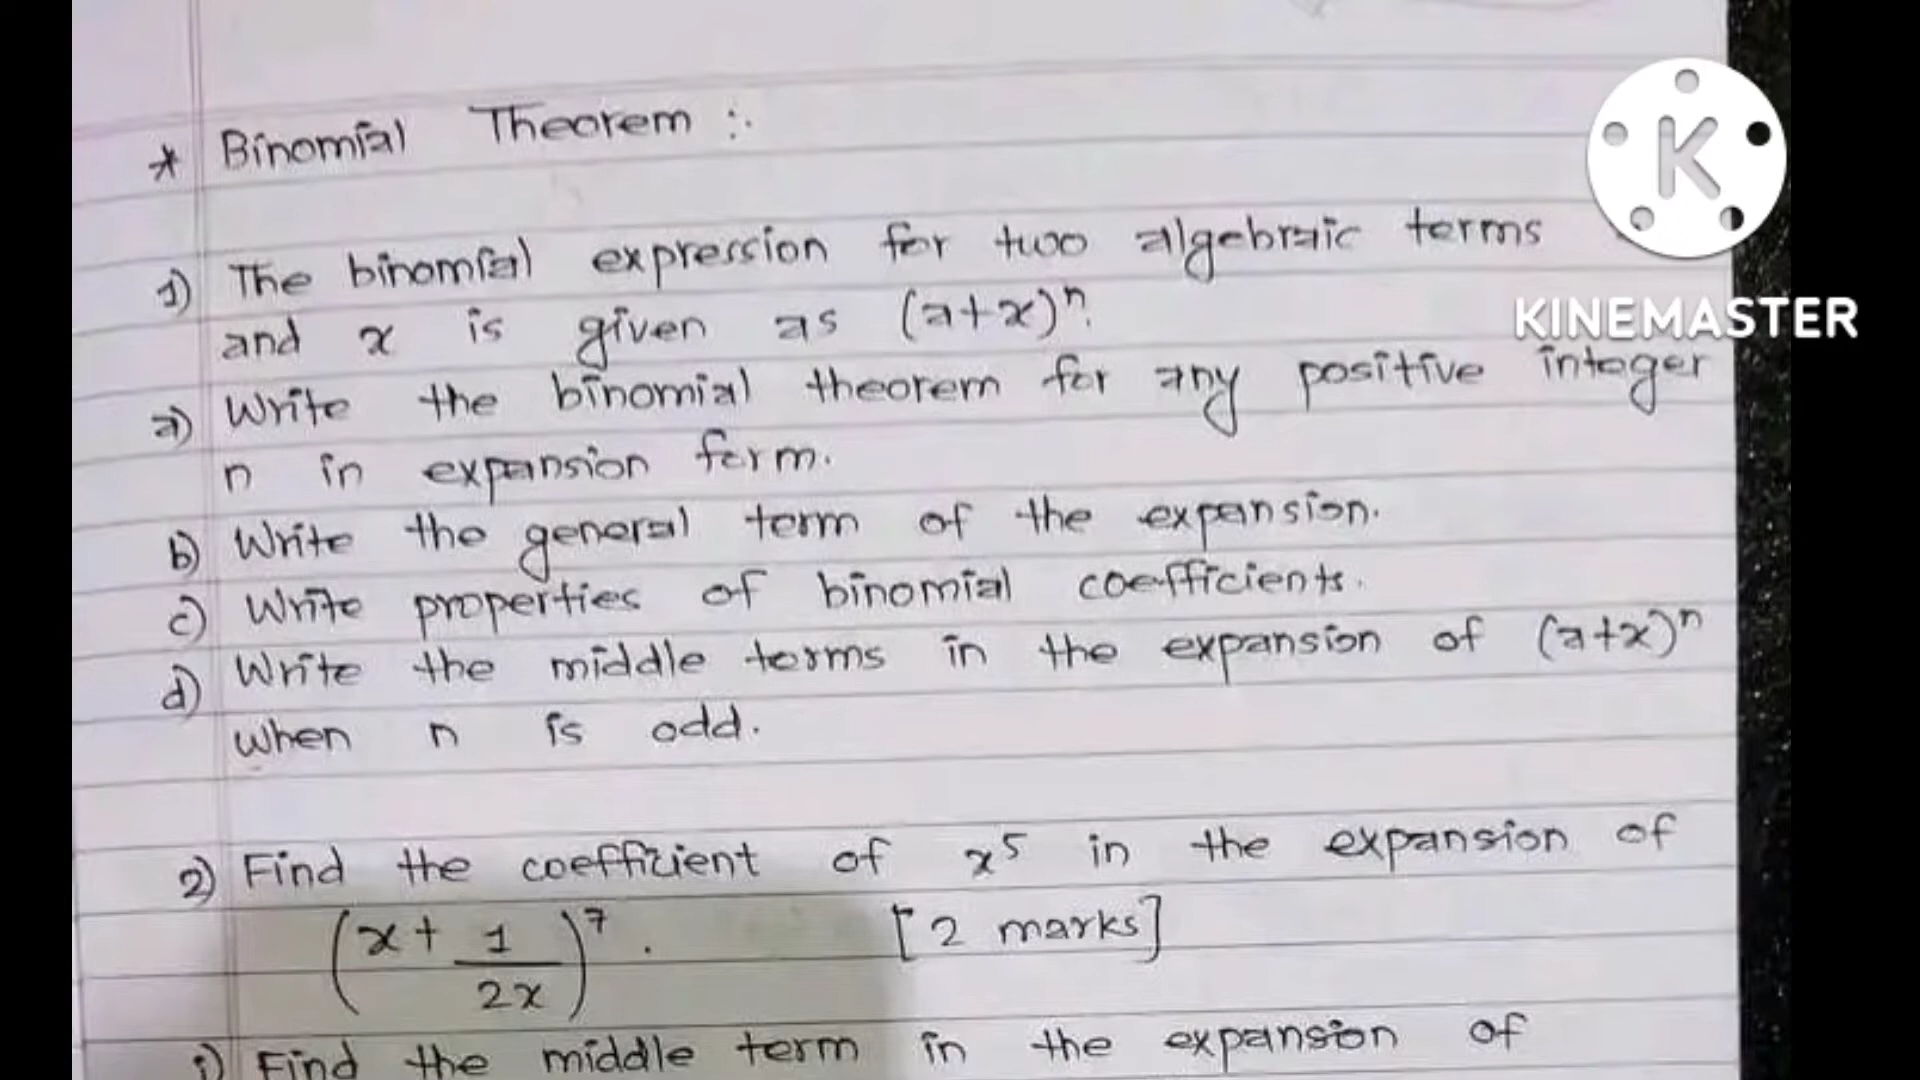 * Binomial Theorem :.
1) The binomial expression for two algebraic terms
and x is given as (a+x)^n.
a) Write the binomial theorem for any positive integer
n in expansion form.
b) Write the general term of the expansion.
c) Write properties of binomial coefficients.
d) Write the middle terms in the expansion of (a+x)^n
when n is odd.
2) Find the coefficient of x^5 in the expansion of
(x + 1/2x)^7. [2 marks]
i) Find the middle term in the expansion of
K
KINEMASTER